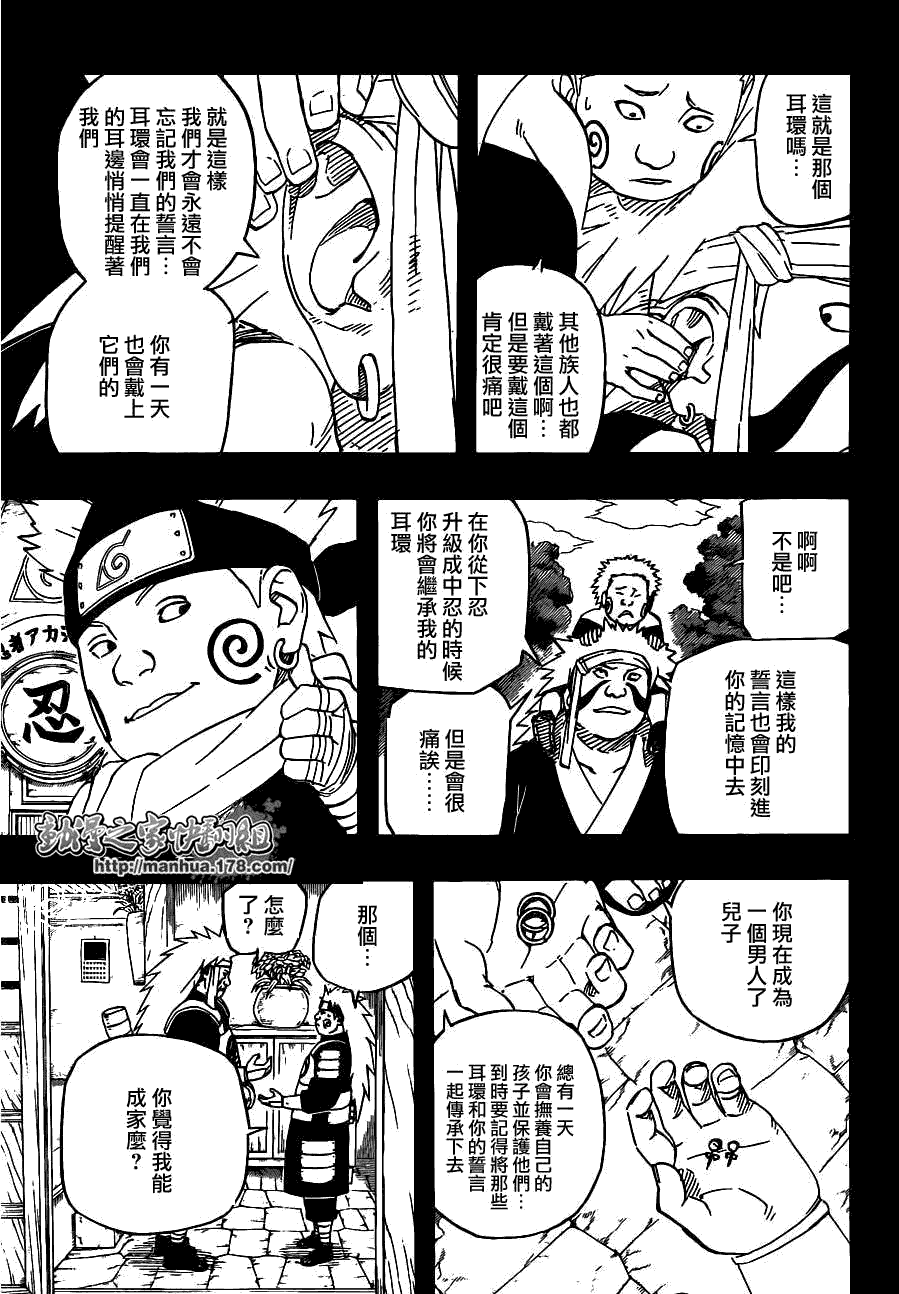 這就是那個
耳環嗎…
其他族人也都
戴著這個啊…
但是要戴這個
肯定很痛吧
就是這樣
我們才會永遠不會
忘記我們的誓言…
耳環會一直在我們
的耳邊悄悄提醒著
我們
你有一天
也會戴上
它們的
啊啊
不是吧…
這樣我的
誓言也會印刻進
你的記憶中去
在你從下忍
升級成中忍的時候
你將會繼承我的
耳環
但是會很
痛誒……
忍者アカ
忍
動漫之家情翻組
http://manhua.178.com/
你現在成為
一個男人了
兒子
總有一天
你會撫養自己的
孩子並保護他們…
到時要記得將那些
耳環和你的誓言
一起傳承下去
那個…
怎麼
了?
你覺得我能
成家麼?